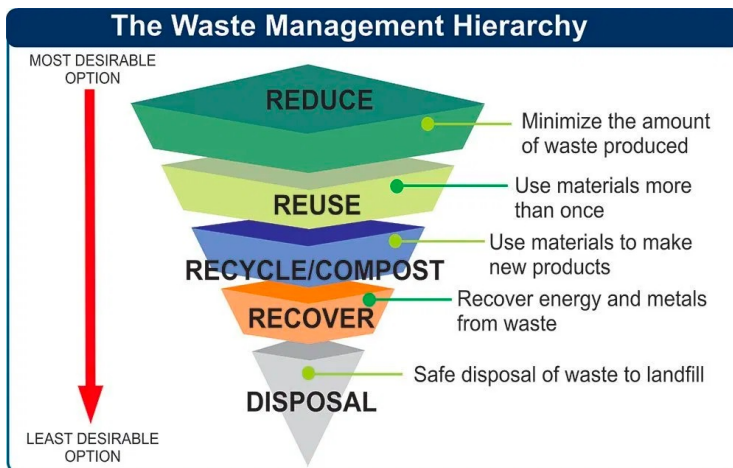 The Waste Management Hierarchy
MOST DESIRABLE
OPTION
REDUCE
Minimize the amount
of waste produced
REUSE
Use materials more
than once
RECYCLE/COMPOST
Use materials to make
new products
RECOVER
Recover energy and metals
from waste
DISPOSAL
Safe disposal of waste to landfill
LEAST DESIRABLE
OPTION